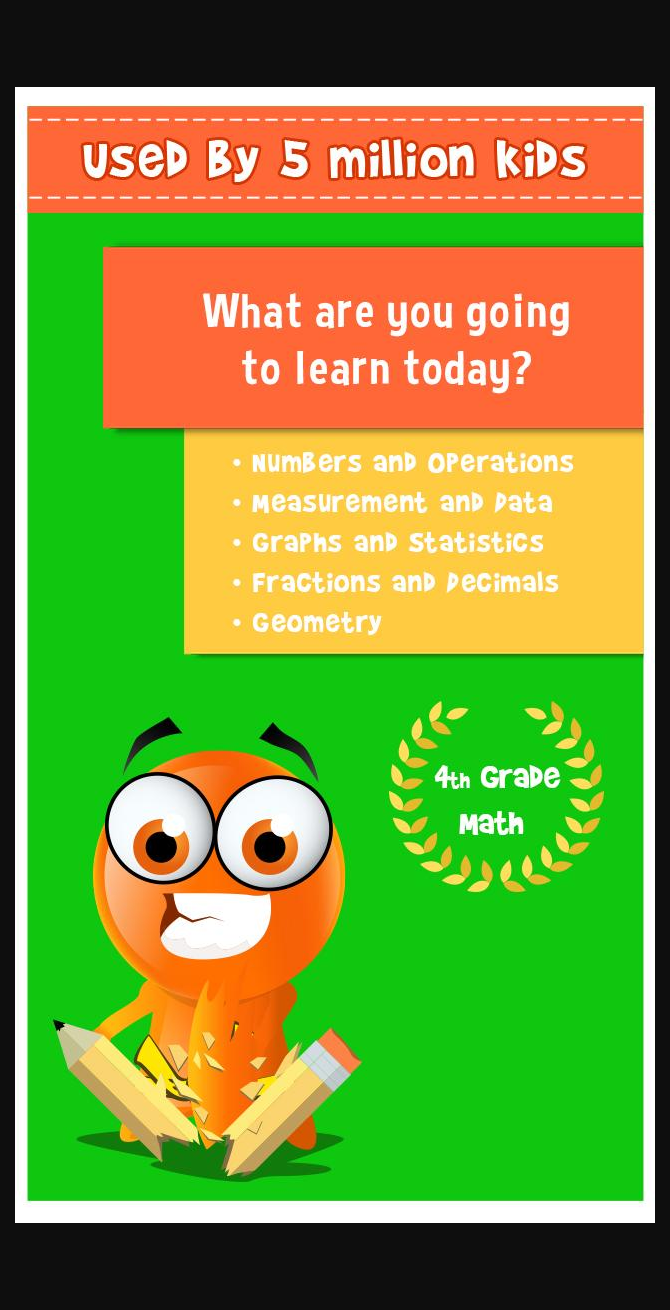 Used By 5 million kids
What are you going
to learn today?
• Numbers and Operations
• Measurement and Data
• Graphs and Statistics
• Fractions and Decimals
• Geometry
4th Grade
Math